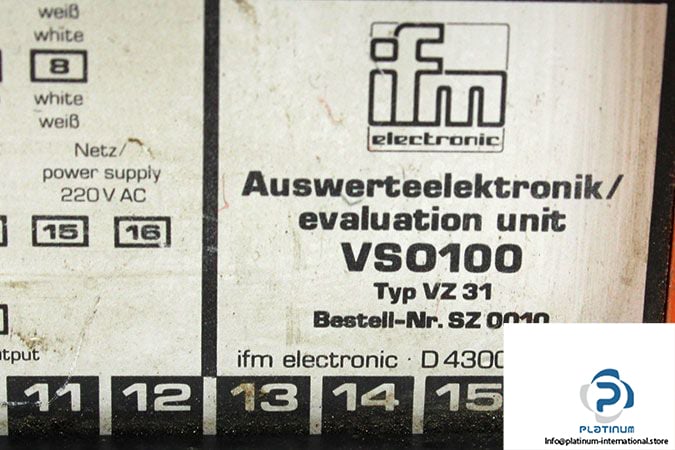 weiß
white
8
white
weiß
Netz/
power supply
220 V AC
15 16
ifm
electronic
Auswerteelektronik/
evaluation unit
VS0100
Typ VZ 31
Bestell-Nr. SZ 0010
ifm electronic · D 4300
11 12 13 14 15
PLATINUM
Info@platinum-international.store